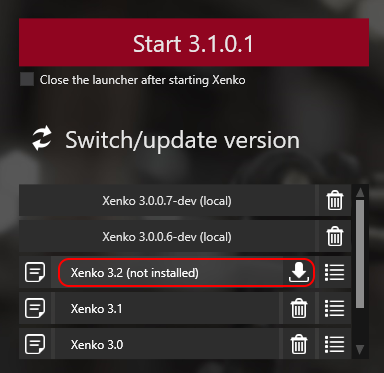 Start 3.1.0.1
Close the launcher after starting Xenko
Switch/update version
Xenko 3.0.0.7-dev (local)
Xenko 3.0.0.6-dev (local)
Xenko 3.2 (not installed)
Xenko 3.1
Xenko 3.0